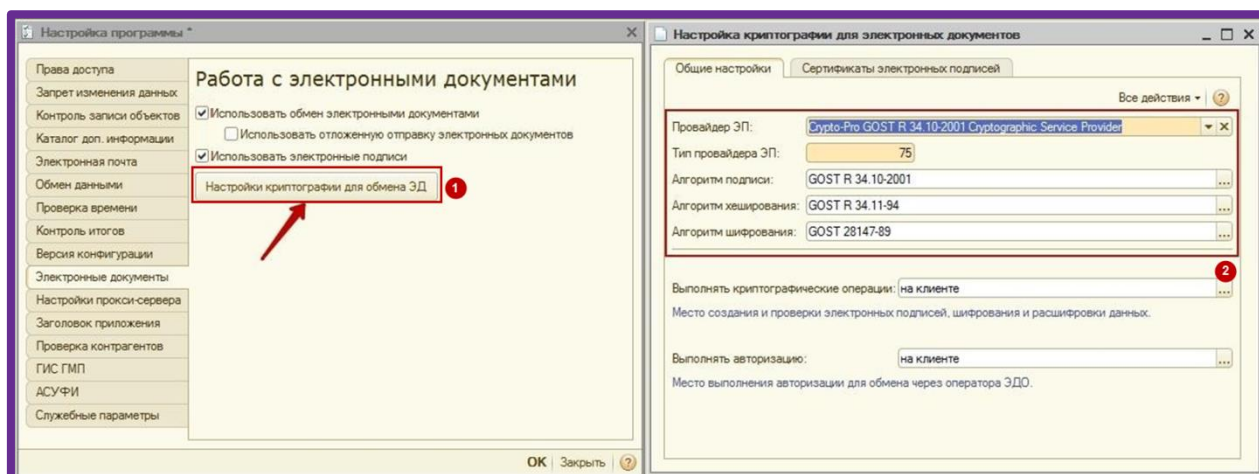 Настройка программы *
Права доступа
Запрет изменения данных
Контроль записи объектов
Каталог доп. информации
Электронная почта
Обмен данными
Проверка времени
Контроль итогов
Версия конфигурации
Электронные документы
Настройки прокси-сервера
Заголовок приложения
Проверка контрагентов
ГИС ГМП
АСУФИ
Служебные параметры
Работа с электронными документами
Использовать обмен электронными документами
Использовать отложенную отправку электронных документов
Использовать электронные подписи
Настройки криптографии для обмена ЭД
1
ОК Закрыть ?
Настройка криптографии для электронных документов
Общие настройки Сертификаты электронных подписей
Все действия ?
Провайдер ЭП: Crypto-Pro GOST R 34.10-2001 Cryptographic Service Provider
Тип провайдера ЭП: 75
Алгоритм подписи: GOST R 34.10-2001 ...
Алгоритм хеширования: GOST R 34.11-94 ...
Алгоритм шифрования: GOST 28147-89 ...
2
Выполнять криптографические операции: на клиенте ...
Место создания и проверки электронных подписей, шифрования и расшифровки данных.
Выполнять авторизацию: на клиенте ...
Место выполнения авторизации для обмена через оператора ЭДО.